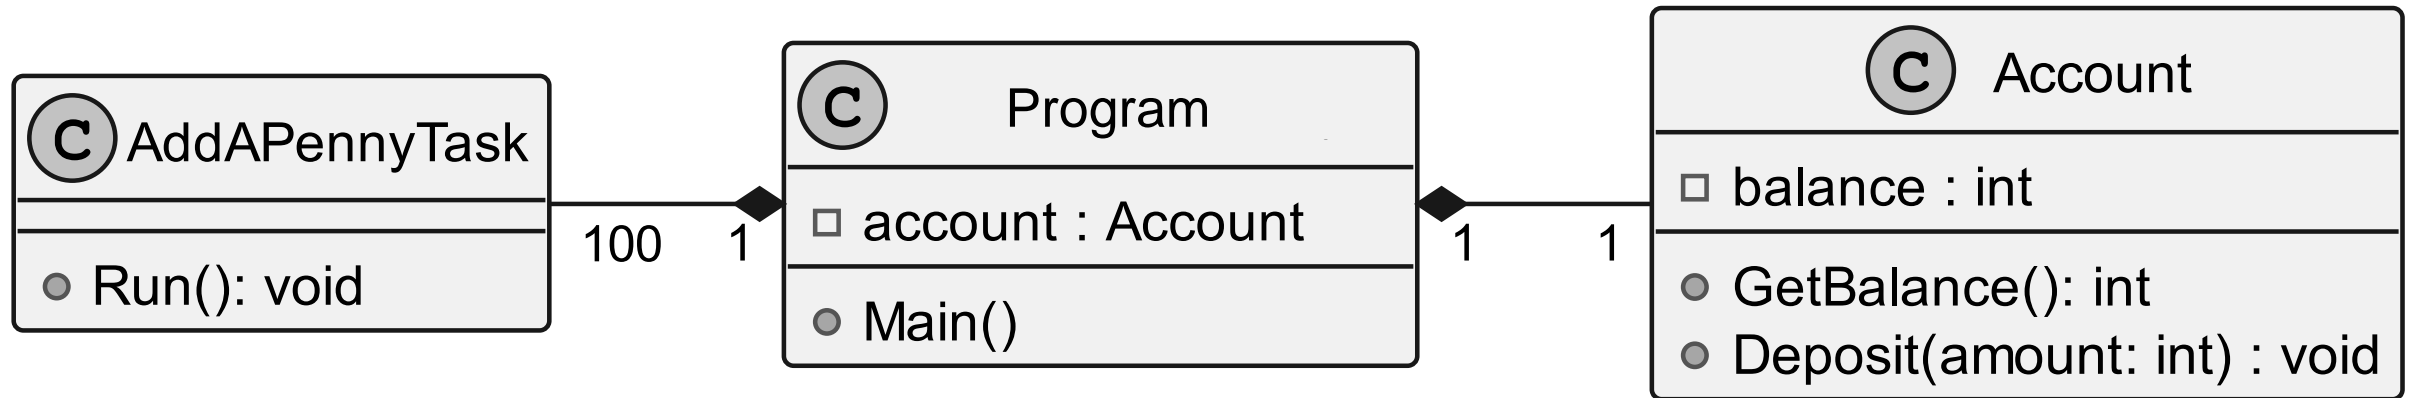 C AddAPennyTask
Run(): void
100
1
C Program
account : Account
Main()
1
1
C Account
balance : int
GetBalance(): int
Deposit(amount: int) : void